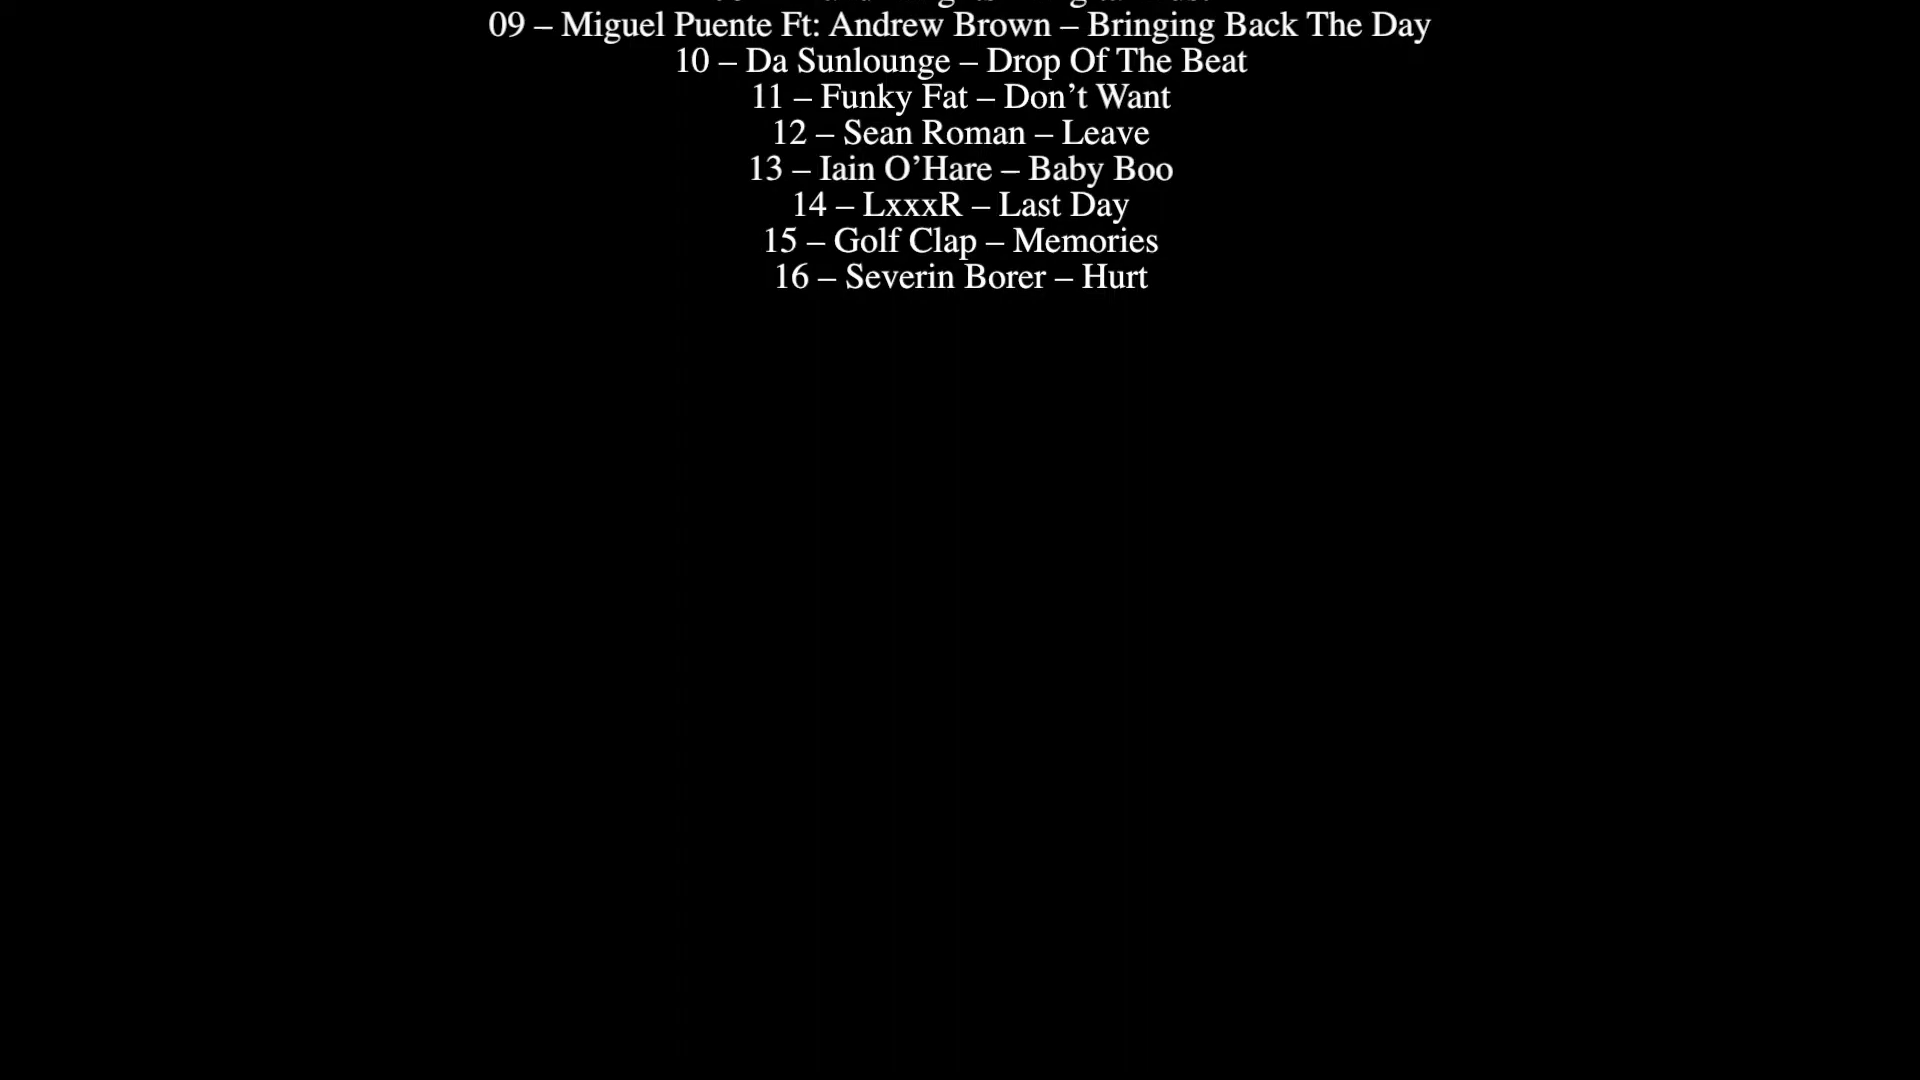 09 – Miguel Puente Ft: Andrew Brown – Bringing Back The Day
10 – Da Sunlounge – Drop Of The Beat
11 – Funky Fat – Don’t Want
12 – Sean Roman – Leave
13 – Iain O’Hare – Baby Boo
14 – LxxxR – Last Day
15 – Golf Clap – Memories
16 – Severin Borer – Hurt